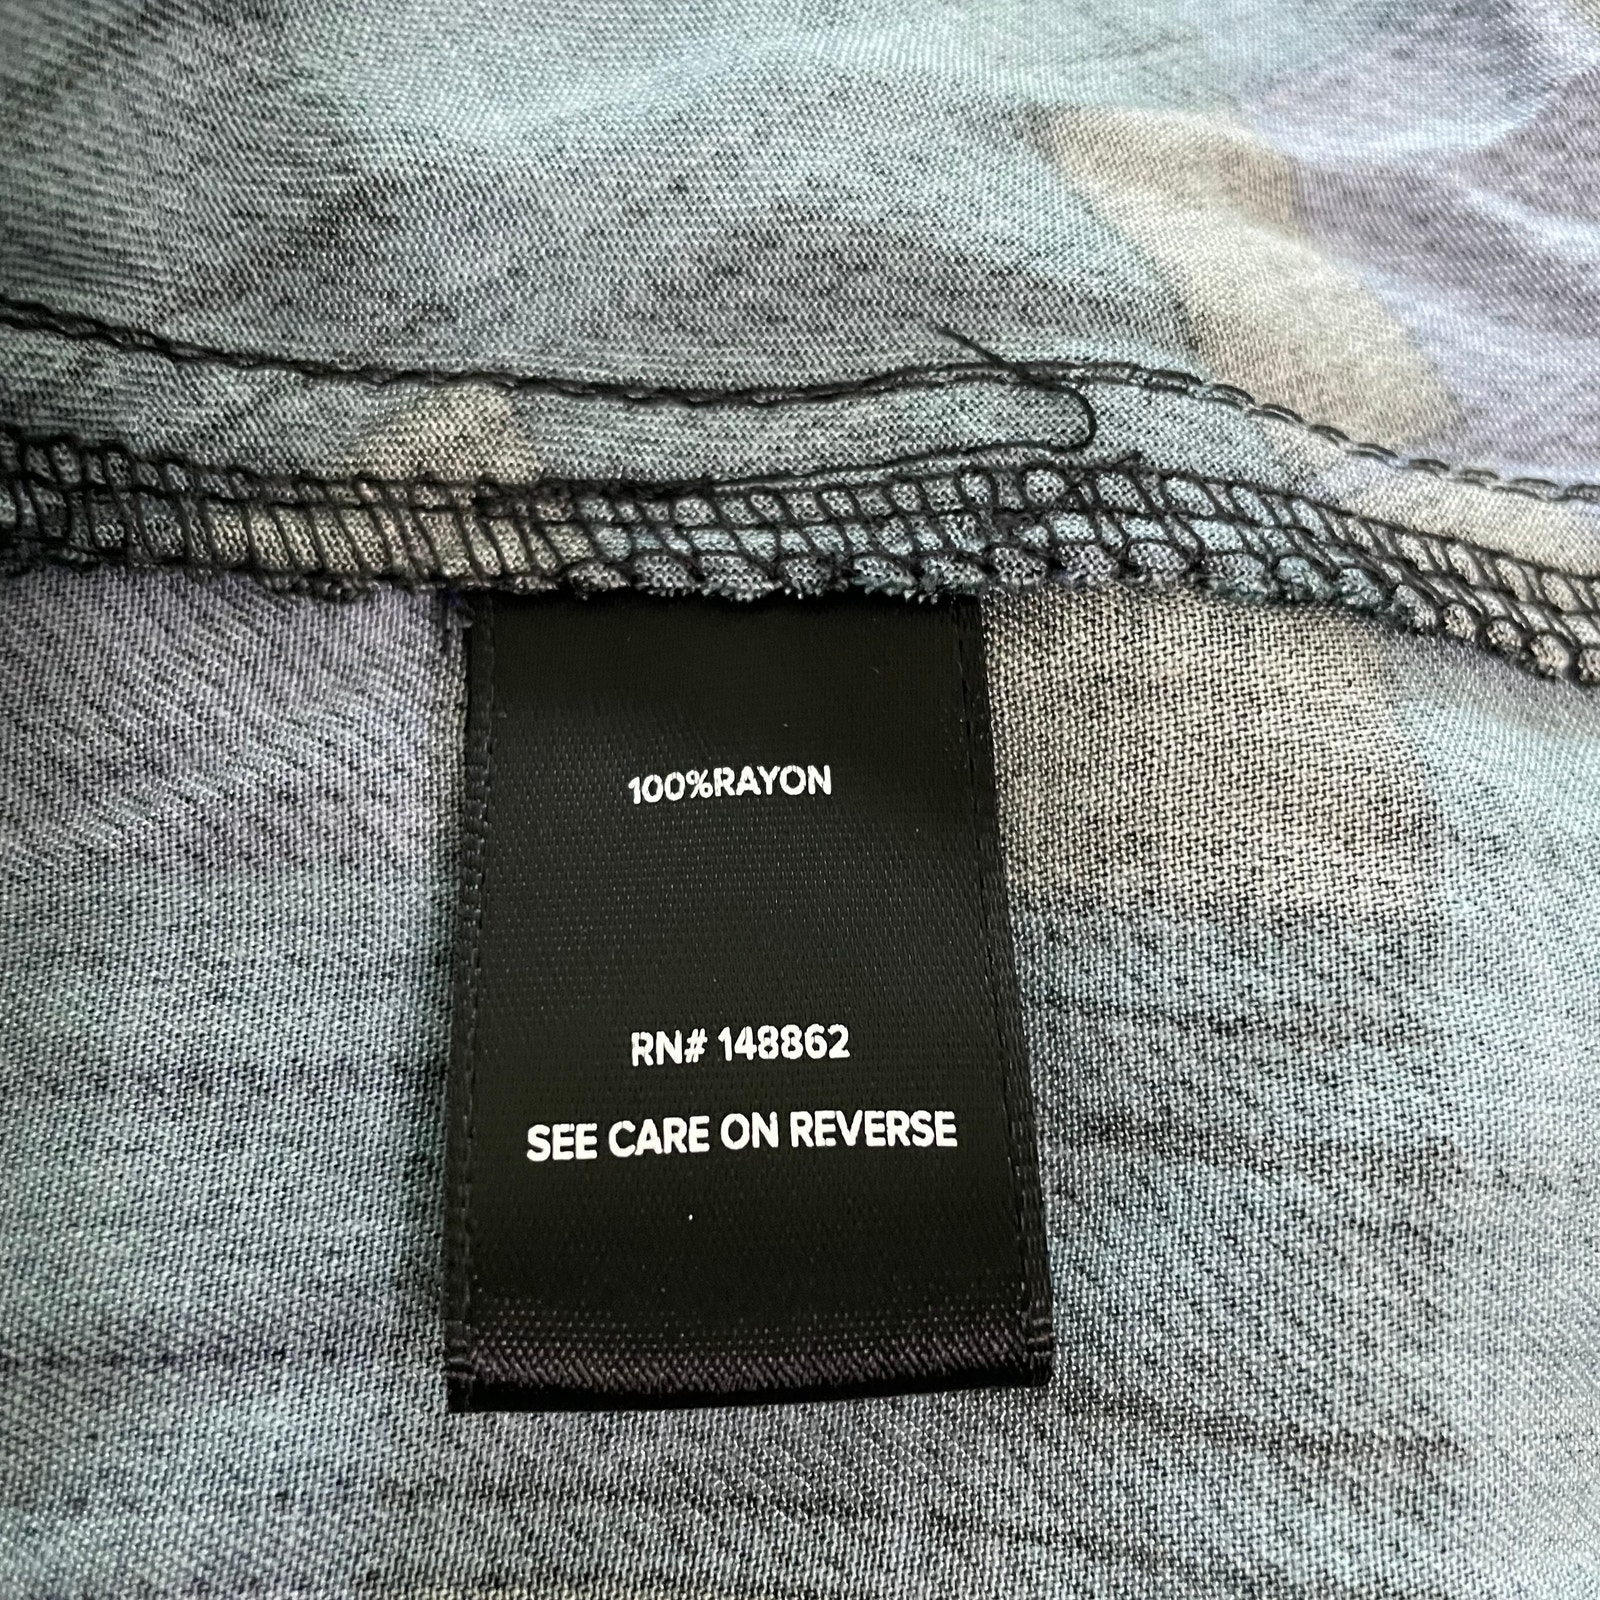 100%RAYON
RN# 148862
SEE CARE ON REVERSE